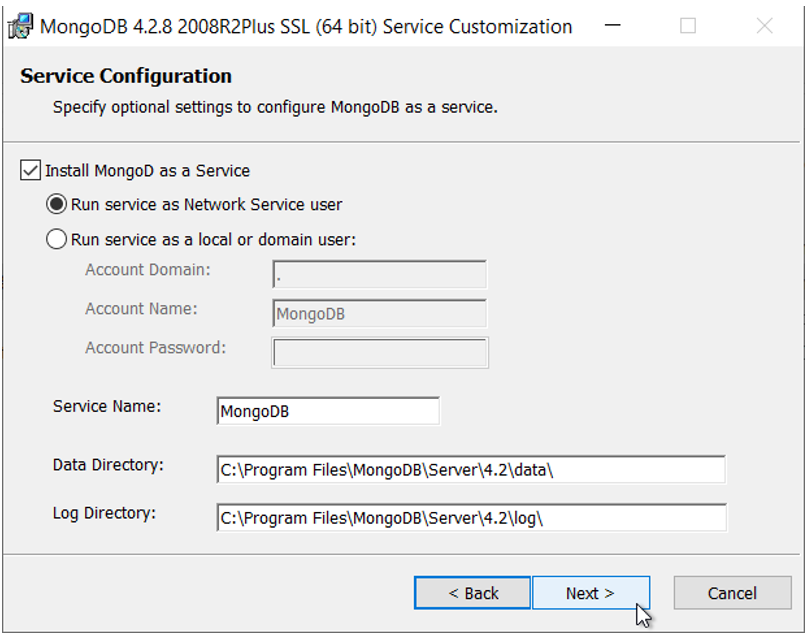 MongoDB 4.2.8 2008R2Plus SSL (64 bit) Service Customization
Service Configuration
Specify optional settings to configure MongoDB as a service.
Install MongoD as a Service
Run service as Network Service user
Run service as a local or domain user:
Account Domain: .
Account Name: MongoDB
Account Password:
Service Name: MongoDB
Data Directory: C:\Program Files\MongoDB\Server\4.2\data\
Log Directory: C:\Program Files\MongoDB\Server\4.2\log\
< Back Next > Cancel